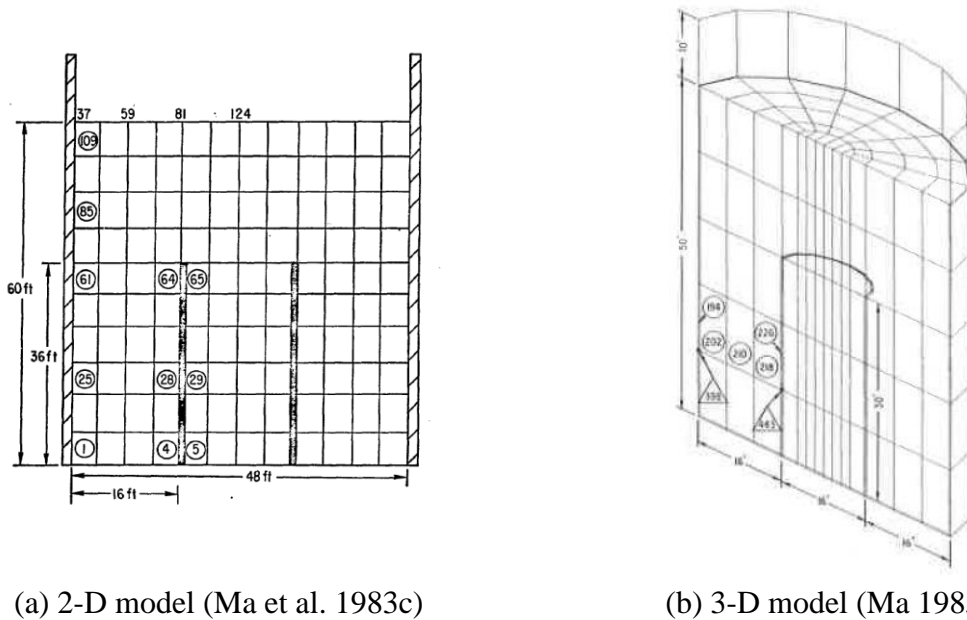 37 59 81 124
109
85
61 64 65
60 ft
36 ft
25 28 29
1 4 5
48 ft
16 ft
10'
50'
194
202 210 226
218
30'
16'
16'
16'
(a) 2-D model (Ma et al. 1983c)
(b) 3-D model (Ma 198